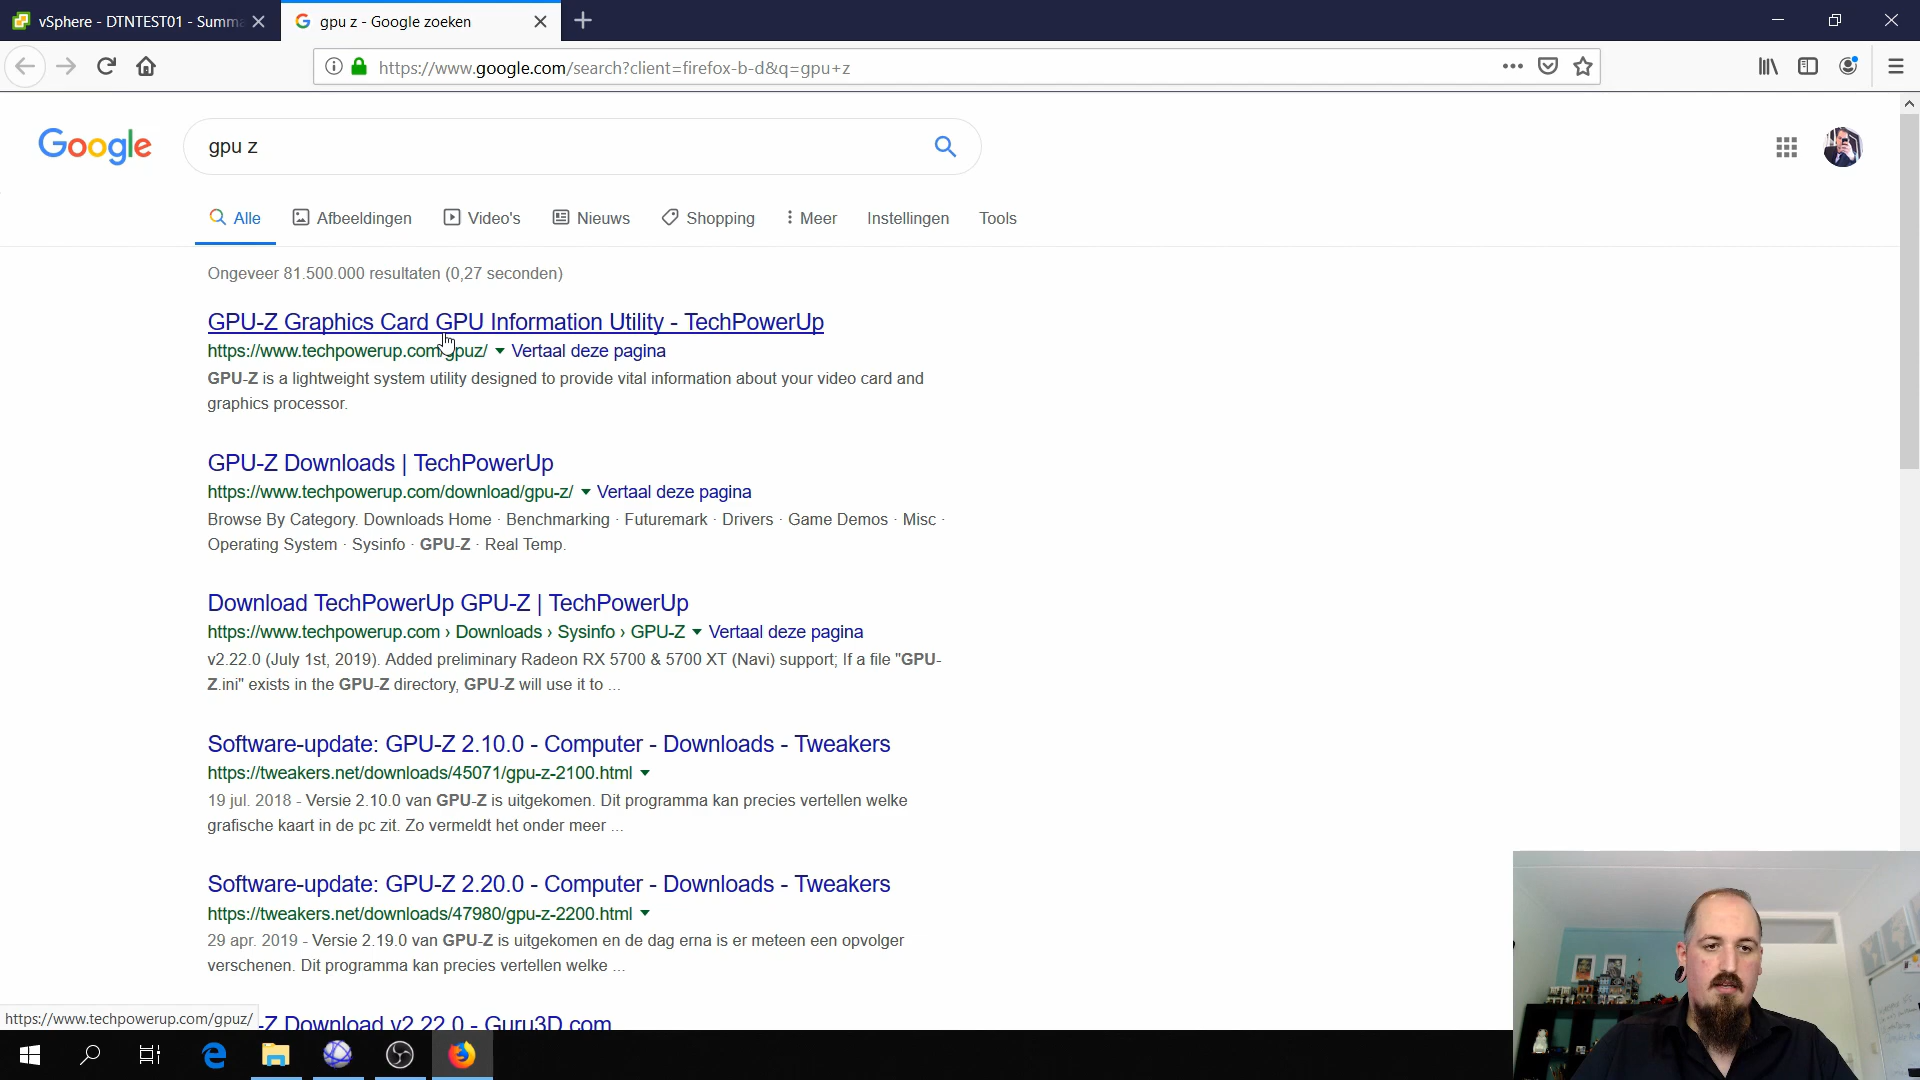 vSphere - DTNTEST01 - Summa
gpu z - Google zoeken
https://www.google.com/search?client=firefox-b-d&q=gpu+z
Google
gpu z
Alle
Afbeeldingen
Video's
Nieuws
Shopping
Meer
Instellingen
Tools
Ongeveer 81.500.000 resultaten (0,27 seconden)
GPU-Z Graphics Card GPU Information Utility - TechPowerUp
https://www.techpowerup.com/gpuz/ Vertaal deze pagina
GPU-Z is a lightweight system utility designed to provide vital information about your video card and
graphics processor.
GPU-Z Downloads | TechPowerUp
https://www.techpowerup.com/download/gpu-z/ Vertaal deze pagina
Browse By Category. Downloads Home · Benchmarking · Futuremark · Drivers · Game Demos · Misc ·
Operating System · Sysinfo · GPU-Z · Real Temp.
Download TechPowerUp GPU-Z | TechPowerUp
https://www.techpowerup.com › Downloads › Sysinfo › GPU-Z Vertaal deze pagina
v2.22.0 (July 1st, 2019). Added preliminary Radeon RX 5700 & 5700 XT (Navi) support; If a file "GPU-
Z.ini" exists in the GPU-Z directory, GPU-Z will use it to ...
Software-update: GPU-Z 2.10.0 - Computer - Downloads - Tweakers
https://tweakers.net/downloads/45071/gpu-z-2100.html
19 jul. 2018 - Versie 2.10.0 van GPU-Z is uitgekomen. Dit programma kan precies vertellen welke
grafische kaart in de pc zit. Zo vermeldt het onder meer ...
Software-update: GPU-Z 2.20.0 - Computer - Downloads - Tweakers
https://tweakers.net/downloads/47980/gpu-z-2200.html
29 apr. 2019 - Versie 2.19.0 van GPU-Z is uitgekomen en de dag erna is er meteen een opvolger
verschenen. Dit programma kan precies vertellen welke ...
-Z Download v2.22.0 - Guru3D.com
https://www.techpowerup.com/gpuz/